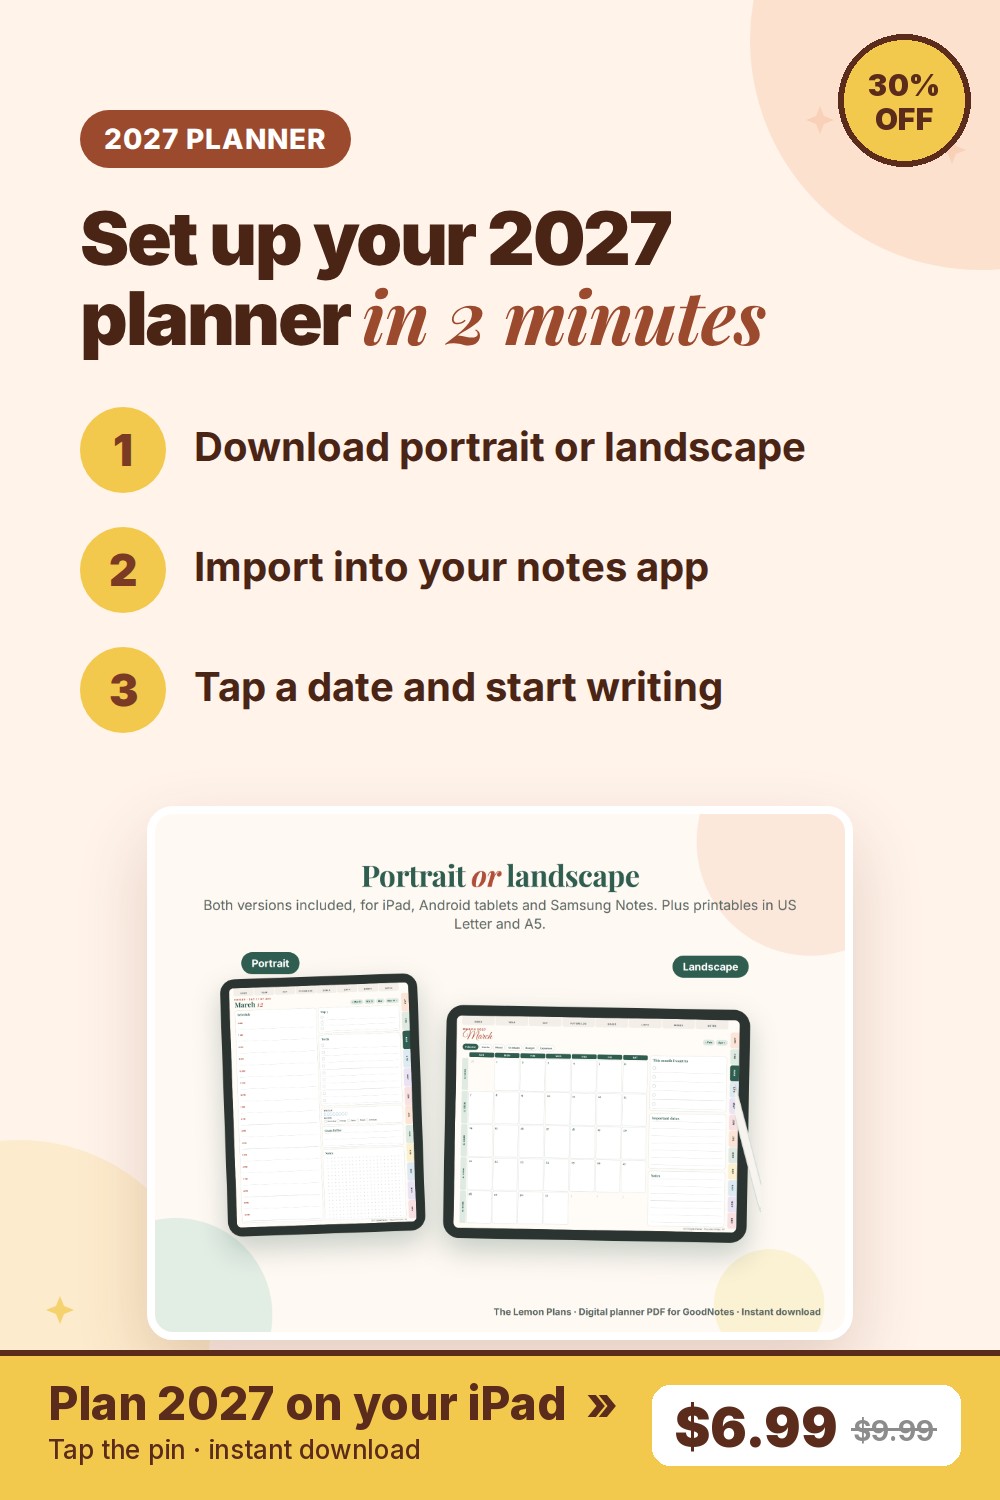 30%
OFF
2027 PLANNER
Set up your 2027
planner in 2 minutes
1 Download portrait or landscape
2 Import into your notes app
3 Tap a date and start writing
Portrait or landscape
Both versions included, for iPad, Android tablets and Samsung Notes. Plus printables in US
Letter and A5.
Portrait
Landscape
March 12
March
The Lemon Plans · Digital planner PDF for GoodNotes · Instant download
Plan 2027 on your iPad »
Tap the pin · instant download
$6.99 $9.99